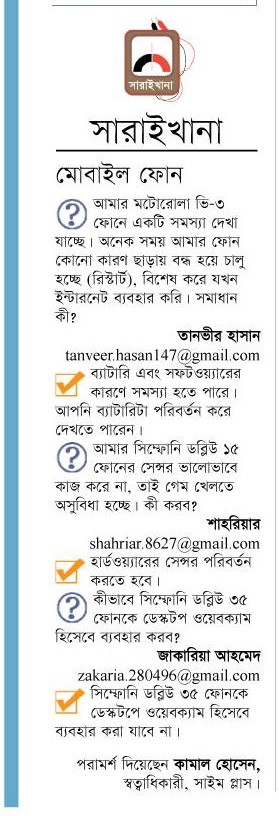 সারাইখানা
সারাইখানা
মোবাইল ফোন
আমার মটোরোলা ভি-৩
ফোনে একটি সমস্যা দেখা
যাচ্ছে। অনেক সময় আমার ফোন
কোনো কারণ ছাড়ায় বন্ধ হয়ে চালু
হচ্ছে (রিস্টার্ট), বিশেষ করে যখন
ইন্টারনেট ব্যবহার করি। সমাধান
কী?
তানভীর হাসান
tanveer.hasan147@gmail.com
ব্যাটারি এবং সফটওয়্যারের
কারণে সমস্যা হতে পারে।
আপনি ব্যাটারিটা পরিবর্তন করে
দেখতে পারেন।
আমার সিম্ফোনি ডব্লিউ ১৫
ফোনের সেন্সর ভালোভাবে
কাজ করে না, তাই গেম খেলতে
অসুবিধা হচ্ছে। কী করব?
শাহরিয়ার
shahriar.8627@gmail.com
হার্ডওয়্যারের সেন্সর পরিবর্তন
করতে হবে।
কীভাবে সিম্ফোনি ডব্লিউ ৩৫
ফোনকে ডেস্কটপ ওয়েবক্যাম
হিসেবে ব্যবহার করব?
জাকারিয়া আহমেদ
zakaria.280496@gmail.com
সিম্ফোনি ডব্লিউ ৩৫ ফোনকে
ডেস্কটপে ওয়েবক্যাম হিসেবে
ব্যবহার করা যাবে না।
পরামর্শ দিয়েছেন কামাল হোসেন,
স্বত্বাধিকারী, সাইম প্লাস।